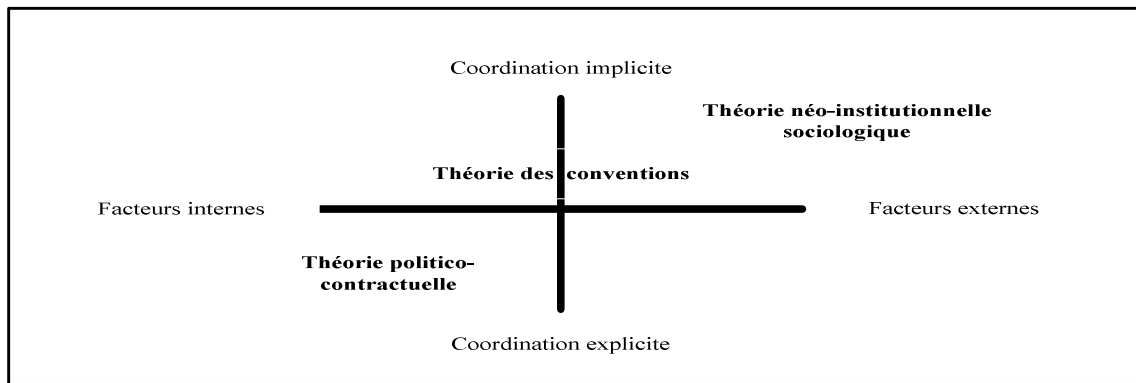 Coordination implicite
Théorie néo-institutionnelle
sociologique
Théorie des conventions
Facteurs internes
Facteurs externes
Théorie politico-
contractuelle
Coordination explicite